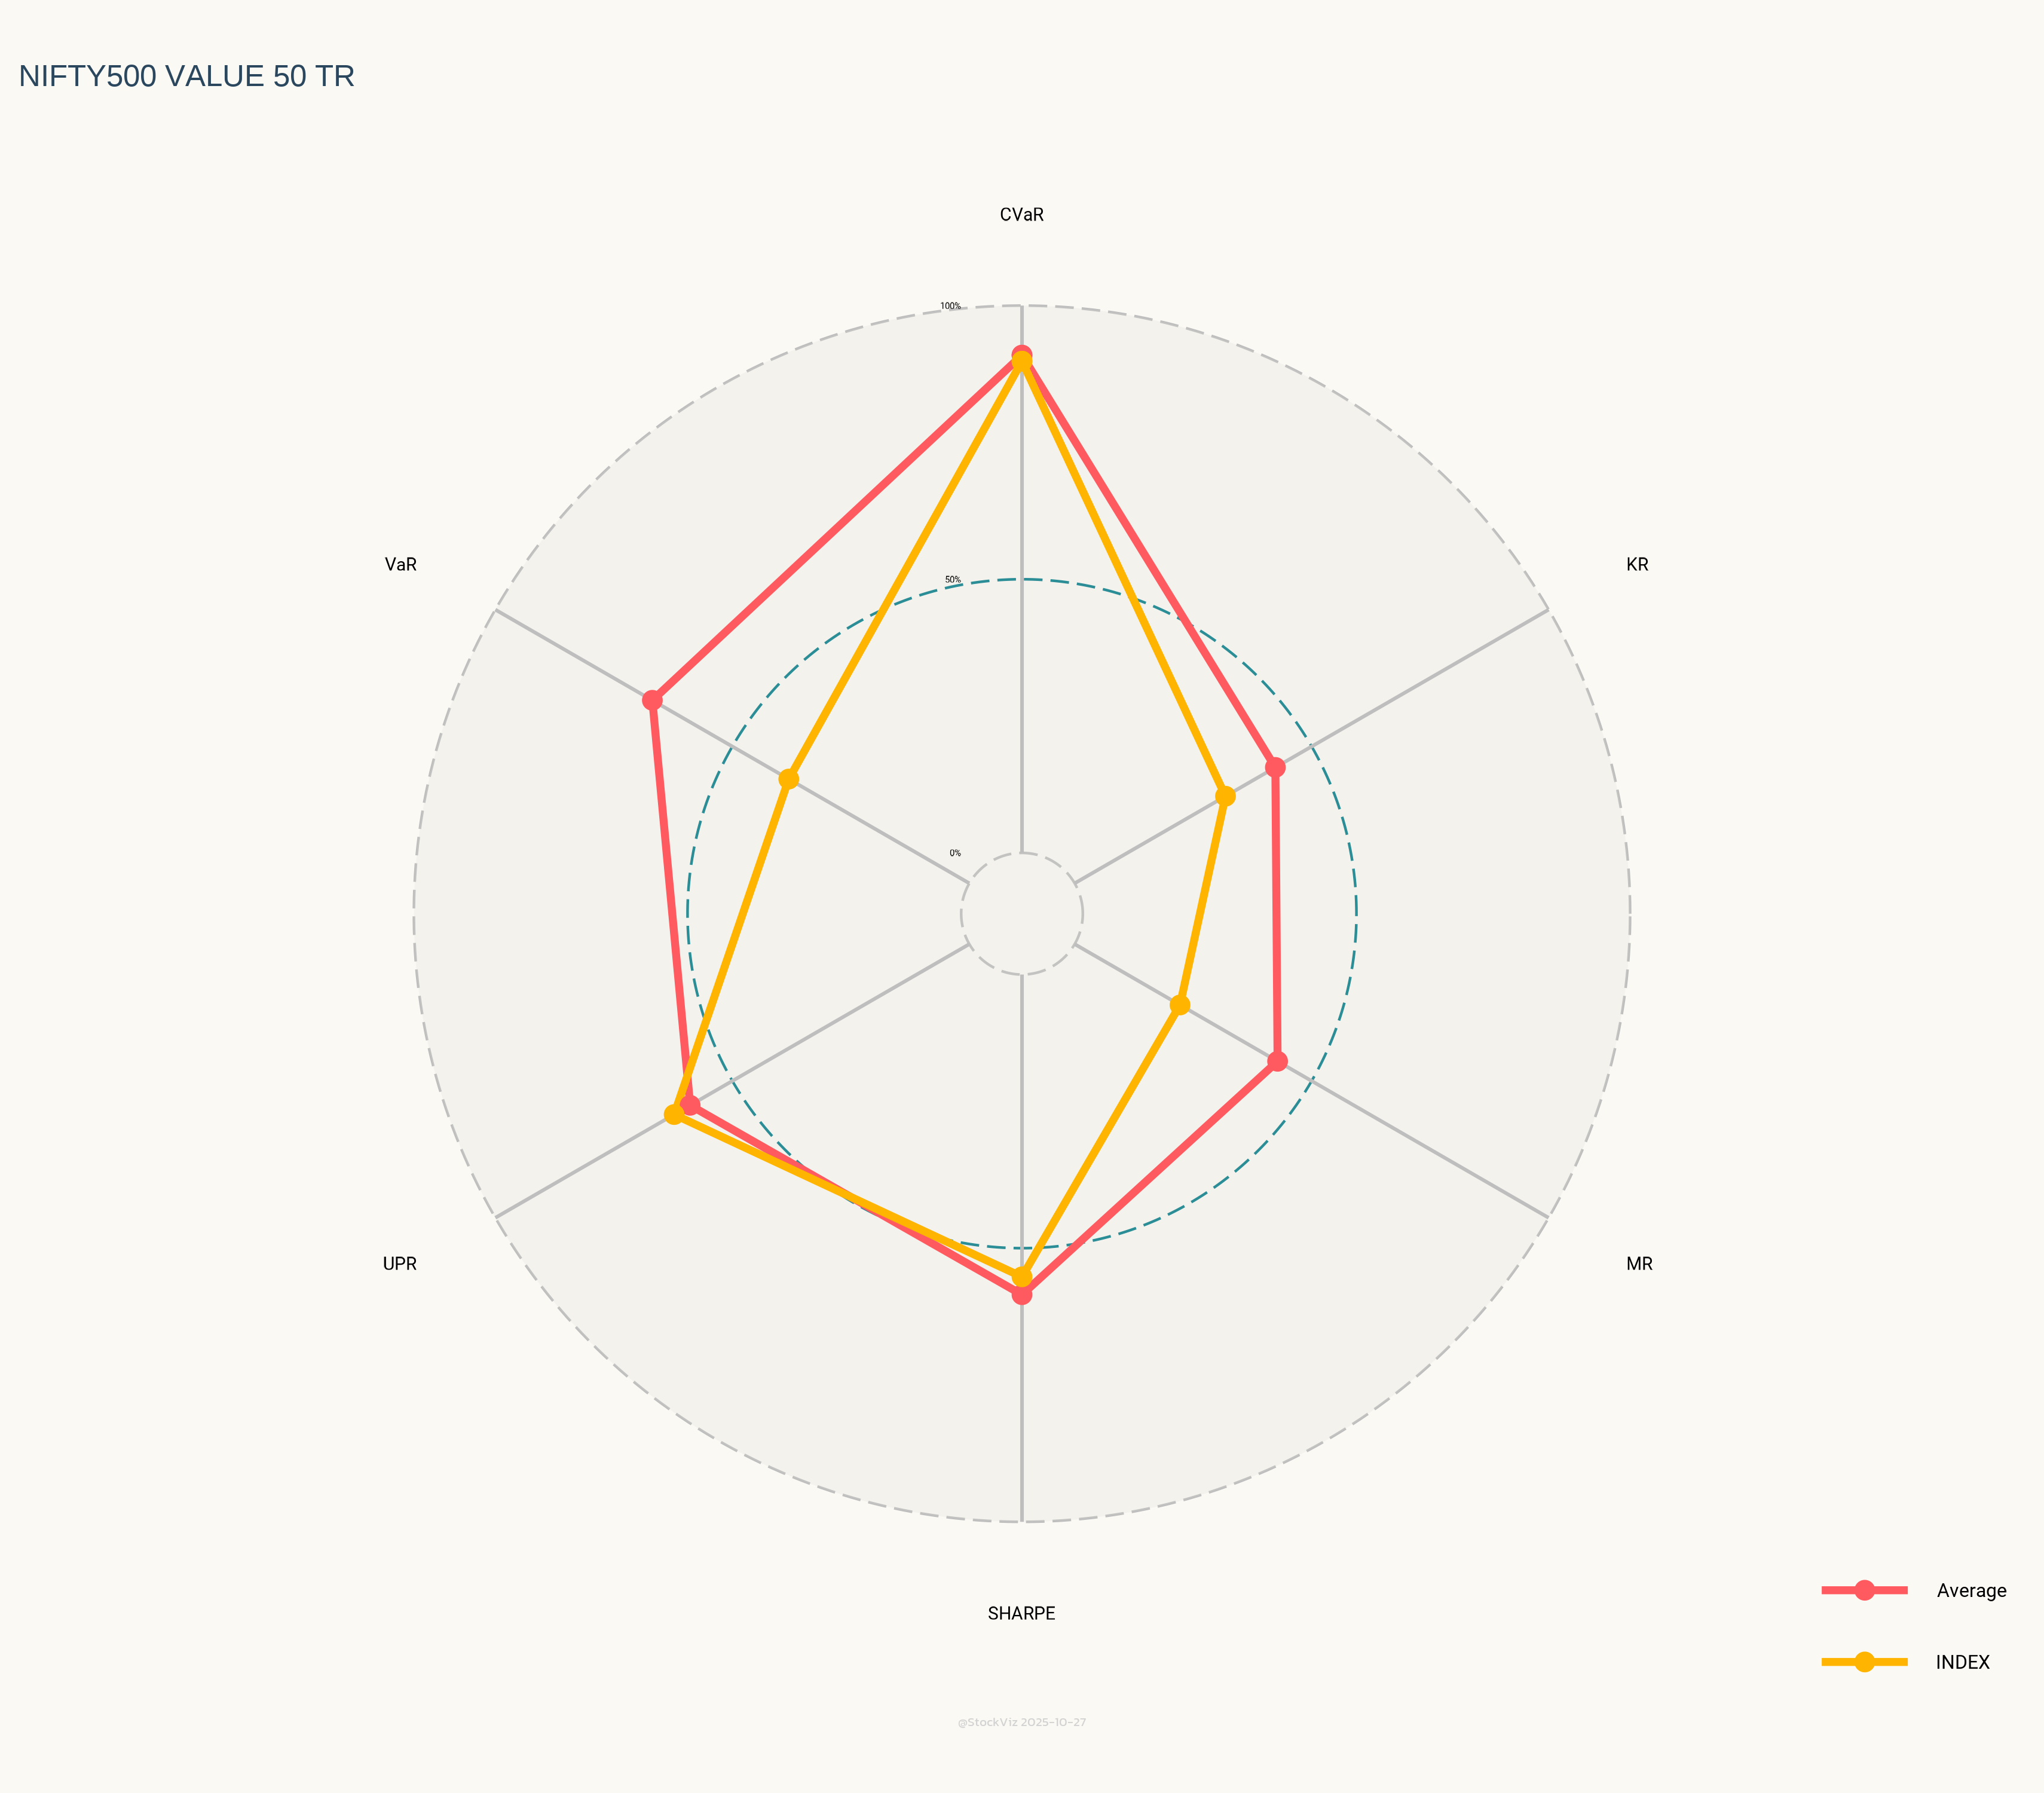 NIFTY500 VALUE 50 TR
CVaR
100%
VaR
KR
50%
0%
UPR
MR
SHARPE
Average
INDEX
@StockViz 2025-10-27